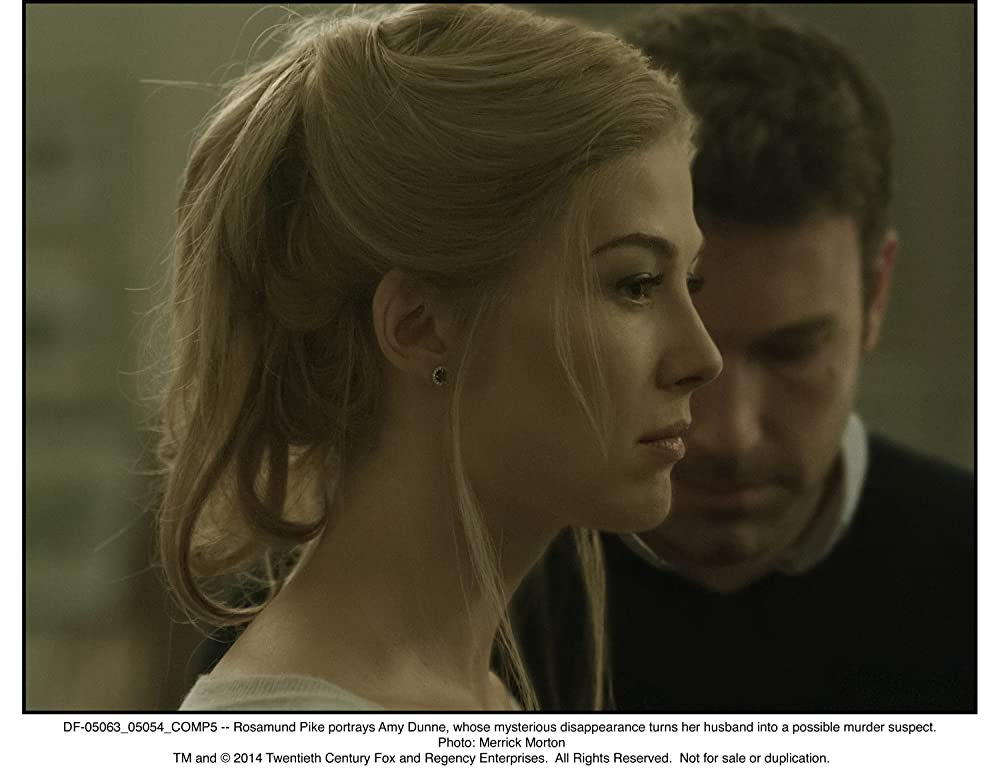 DF-05063_05054_COMP5 -- Rosamund Pike portrays Amy Dunne, whose mysterious disappearance turns her husband into a possible murder suspect.
Photo: Merrick Morton
TM and © 2014 Twentieth Century Fox and Regency Enterprises.  All Rights Reserved.  Not for sale or duplication.